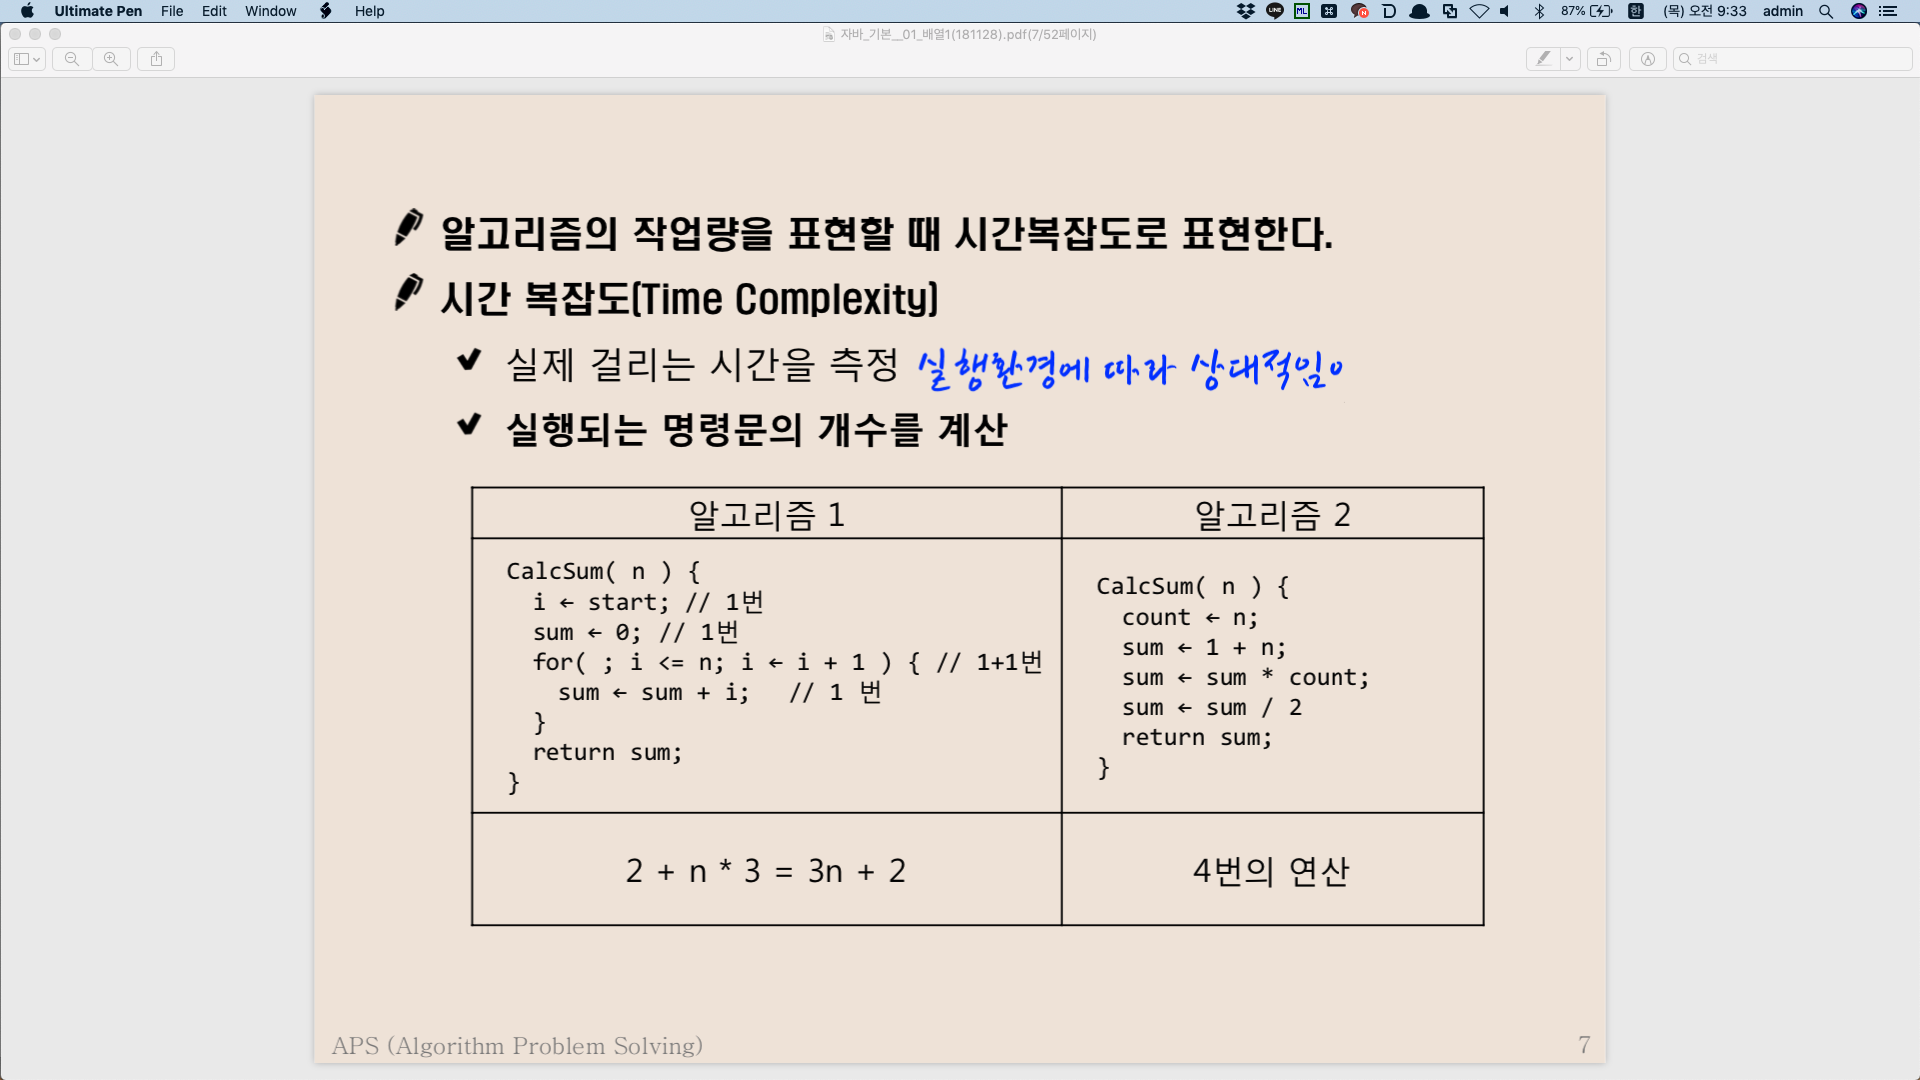 Ultimate Pen File Edit Window Help 87% 한 (목) 오전 9:33 admin
자바_기본__01_배열1(181128).pdf(7/52페이지)
검색
알고리즘의 작업량을 표현할 때 시간복잡도로 표현한다.
시간 복잡도(Time Complexity)
실제 걸리는 시간을 측정 실행환경에 따라 상대적임
실행되는 명령문의 개수를 계산
알고리즘 1
CalcSum( n ) {
i ← start; // 1번
sum ← 0; // 1번
for( ; i <= n; i ← i + 1 ) { // 1+1번
sum ← sum + i; // 1 번
}
return sum;
}
2 + n * 3 = 3n + 2
알고리즘 2
CalcSum( n ) {
count ← n;
sum ← 1 + n;
sum ← sum * count;
sum ← sum / 2
return sum;
}
4번의 연산
APS (Algorithm Problem Solving)
7